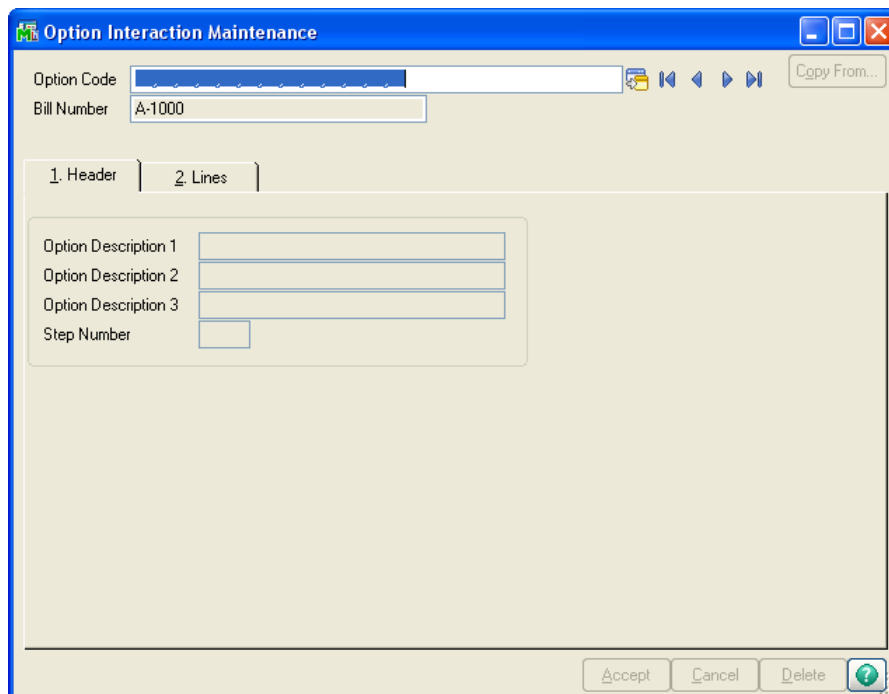 Option Interaction Maintenance
Option Code
Copy From...
Bill Number A-1000
1. Header 2. Lines
Option Description 1
Option Description 2
Option Description 3
Step Number
Accept Cancel Delete